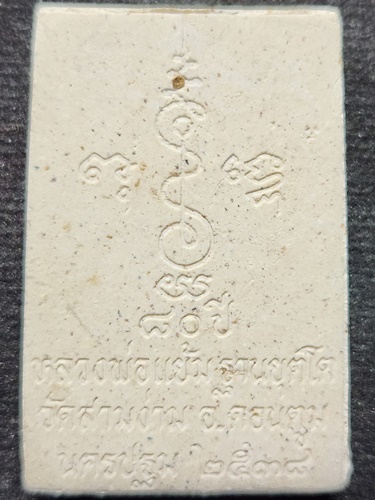 ๘๐ปี
หลวงพ่อแย้ม ฐานยุตโต
วัดสามง่าม อ.ดอนตูม
นครปฐม ๒๕๓๘